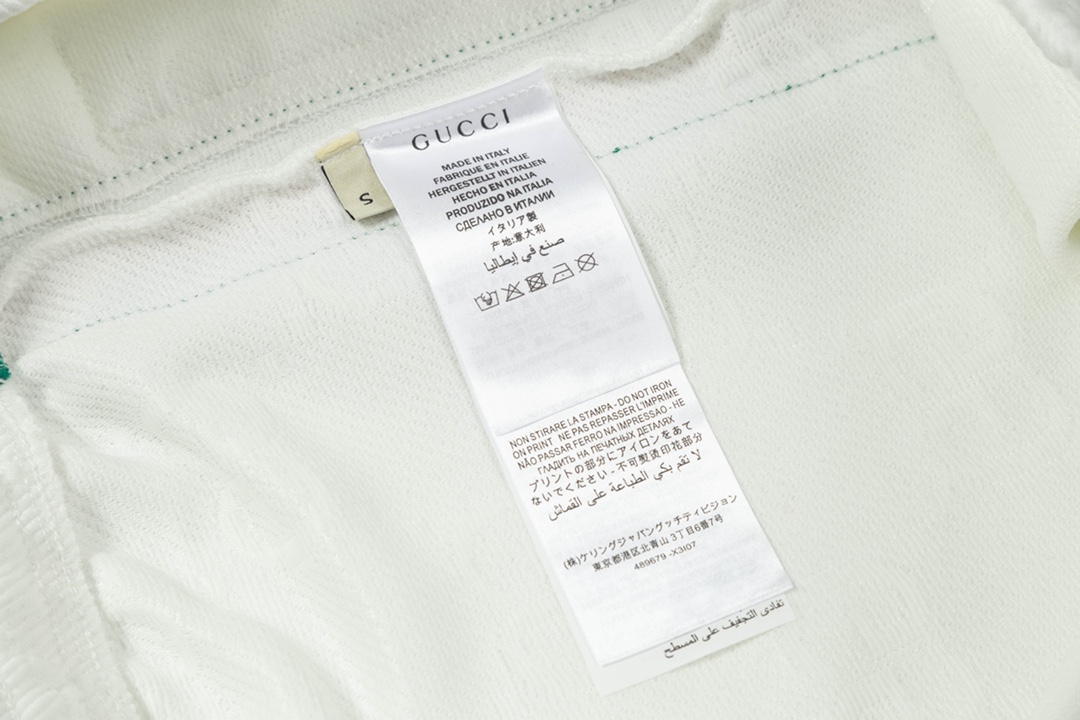 GUCCI
MADE IN ITALY
FABRIQUE EN ITALIE
HERGESTELLT IN ITALIEN
HECHO EN ITALIA
PRODUZIDO NA ITALIA
СДЕЛАНО В ИТАЛИИ
イタリア製
产地:意大利
صنع في إيطاليا
S
NON STIRARE LA STAMPA - DO NOT IRON
ON PRINT NE PAS REPASSER L'IMPRIME
NÃO PASSAR FERRO NA IMPRESSAO - НЕ
ГЛАДИТЬ НА ПЕЧАТНЫХ ДЕТАЛЯХ
プリントの部分にアイロンをあて
ないでください - 不可熨烫印花部分
لا تقم بكي الطباعة على القماش
(株)ケリングジャパングッチディビジョン
東京都港区北青山 3丁目6番7号
489679 -X3I07
تفادى التجفيف على المسطح